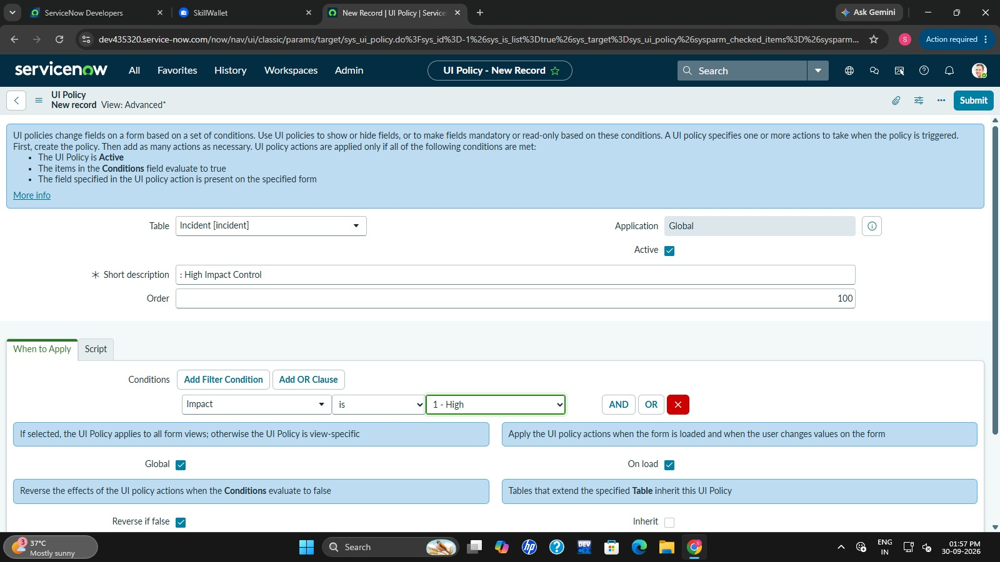 ServiceNow Developers
SkillWallet
New Record | UI Policy | Service
Ask Gemini
dev435320.service-now.com/now/nav/ui/classic/params/target/sys_ui_policy.do%3Fsys_id%3D-1%26sys_is_list%3Dtrue%26sys_target%3Dsys_ui_policy%26sysparm_checked_items%3D%26sysparm...
S
Action required
servicenow
All
Favorites
History
Workspaces
Admin
UI Policy - New Record
Search
UI Policy
New record View: Advanced*
Submit
UI policies change fields on a form based on a set of conditions. Use UI policies to show or hide fields, or to make fields mandatory or read-only based on these conditions. A UI policy specifies one or more actions to take when the policy is triggered.
First, create the policy. Then add as many actions as necessary. UI policy actions are applied only if all of the following conditions are met:
• The UI Policy is Active
• The items in the Conditions field evaluate to true
• The field specified in the UI policy action is present on the specified form
More info
Table
Incident [incident]
Application
Global
Active
Short description
: High Impact Control
Order
100
When to Apply
Script
Conditions
Add Filter Condition
Add OR Clause
Impact
is
1 - High
AND
OR
If selected, the UI Policy applies to all form views; otherwise the UI Policy is view-specific
Apply the UI policy actions when the form is loaded and when the user changes values on the form
Global
On load
Reverse the effects of the UI policy actions when the Conditions evaluate to false
Tables that extend the specified Table inherit this UI Policy
Reverse if false
Inherit
3
37°C
Mostly sunny
Search
hp
DEV
ENG
IN
01:57 PM
30-09-2026